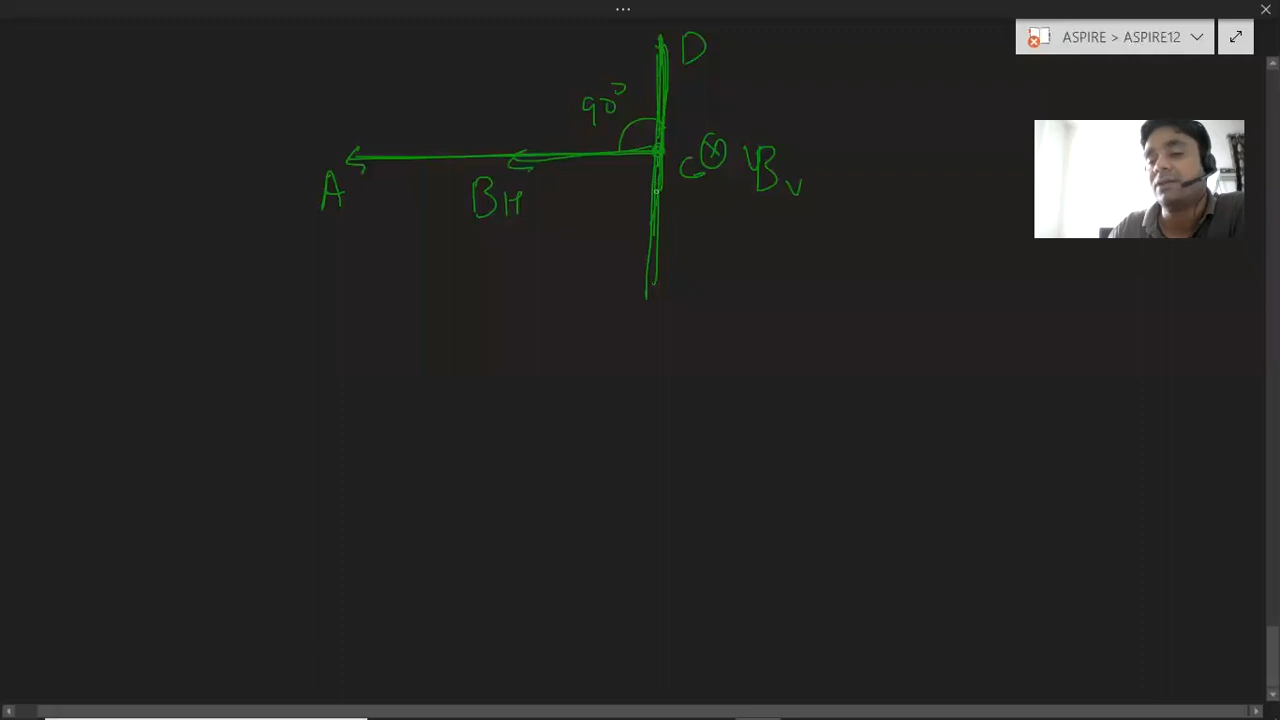 ASPIRE > ASPIRE12
D
90°
C ⊗ B_V
A
B_H